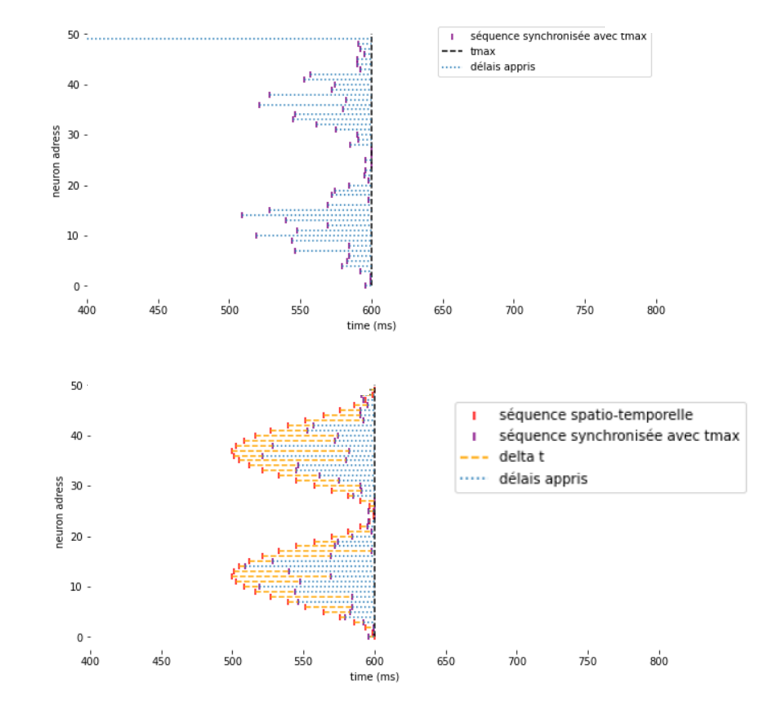 50
40
30
20
10
0
neuron adress
400 450 500 550 600 650 700 750 800
time (ms)
séquence synchronisée avec tmax
tmax
délais appris
50
40
30
20
10
0
neuron adress
400 450 500 550 600 650 700 750 800
time (ms)
séquence spatio-temporelle
séquence synchronisée avec tmax
delta t
délais appris